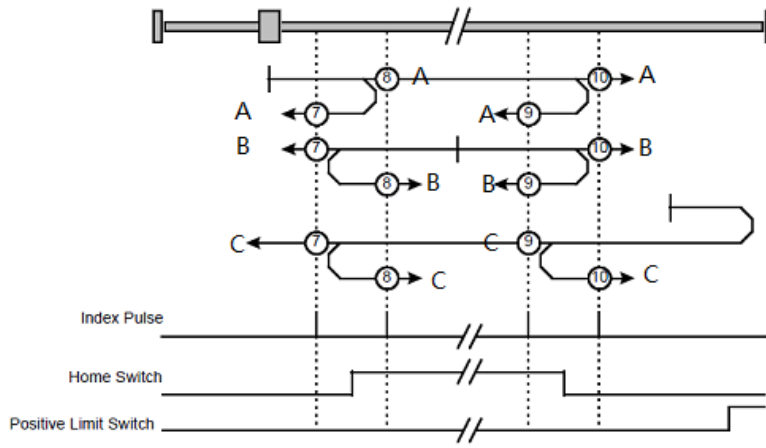 8 A 10 A
A 7 A 9
B 7 10 B
8 B B 9
C 7 C 9
8 C 10 C
Index Pulse
Home Switch
Positive Limit Switch